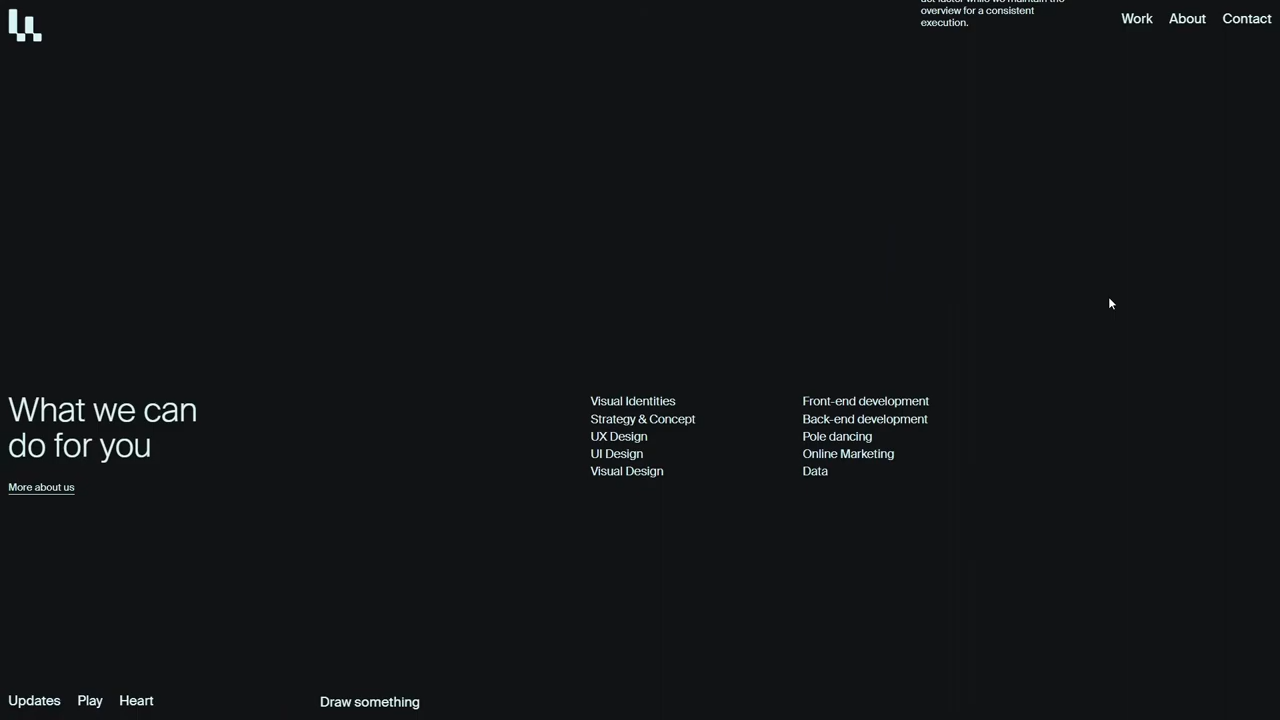 overview for a consistent
execution.
Work About Contact
What we can
do for you
More about us
Visual Identities
Strategy & Concept
UX Design
UI Design
Visual Design
Front-end development
Back-end development
Pole dancing
Online Marketing
Data
Updates Play Heart
Draw something